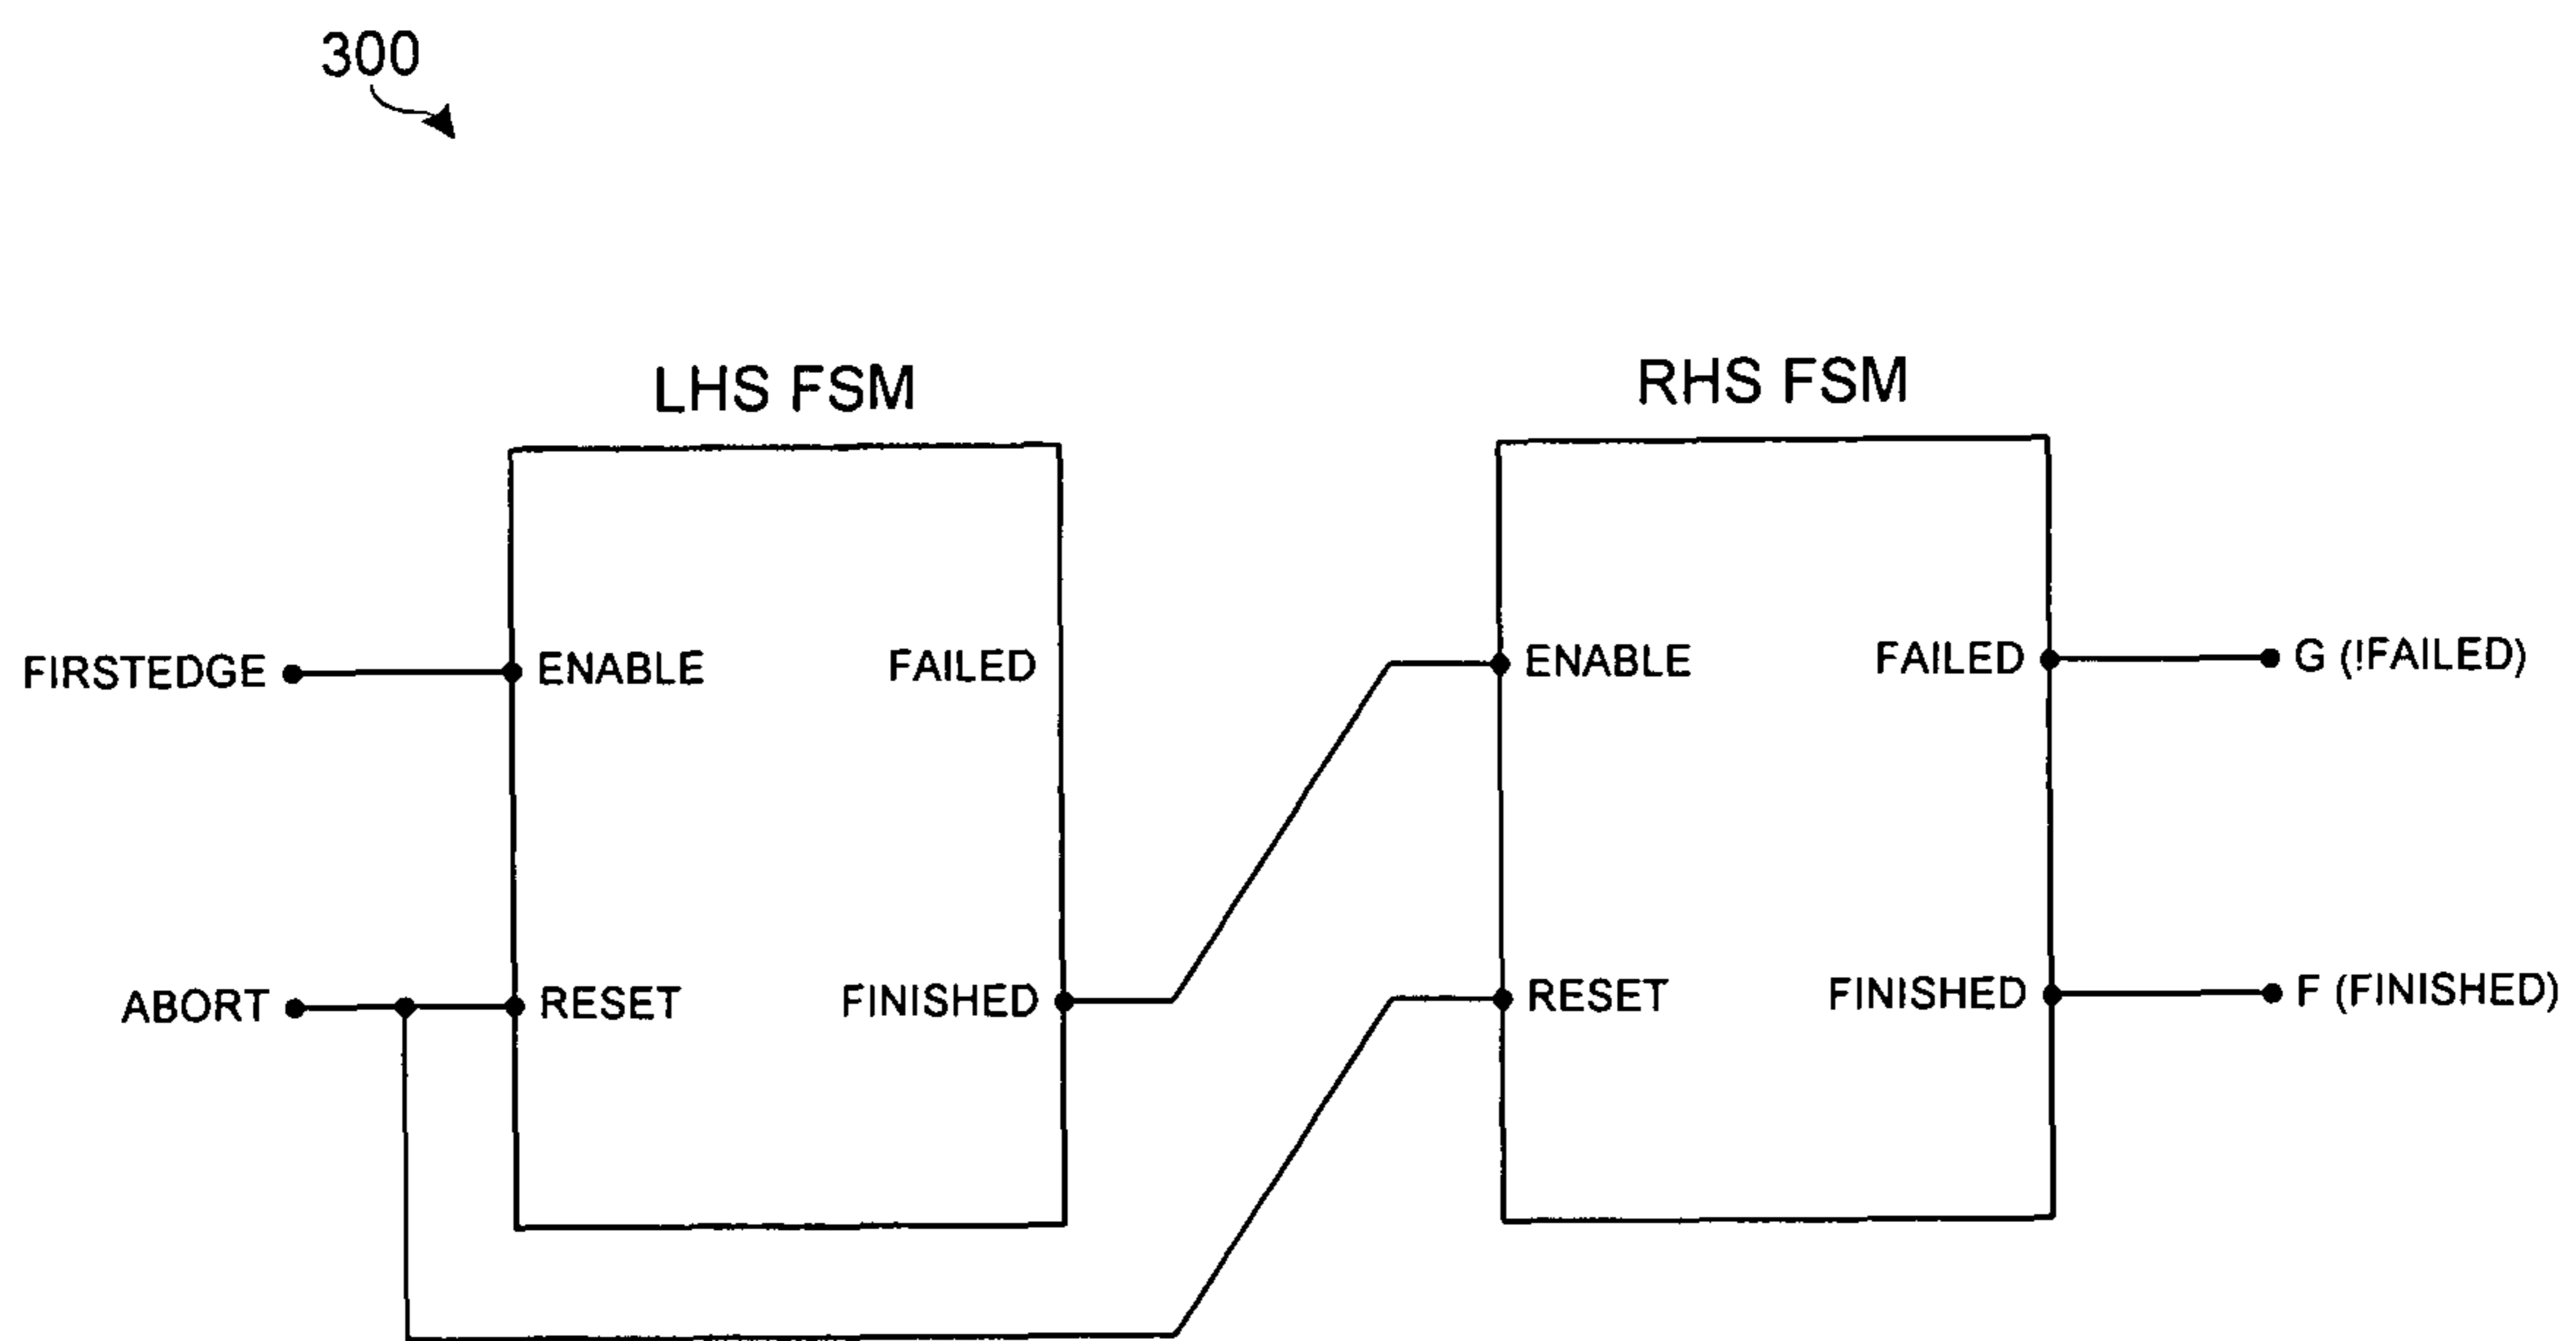 300
LHS FSM
RHS FSM
FIRSTEDGE
ENABLE
FAILED
ENABLE
FAILED
G (!FAILED)
ABORT
RESET
FINISHED
RESET
FINISHED
F (FINISHED)